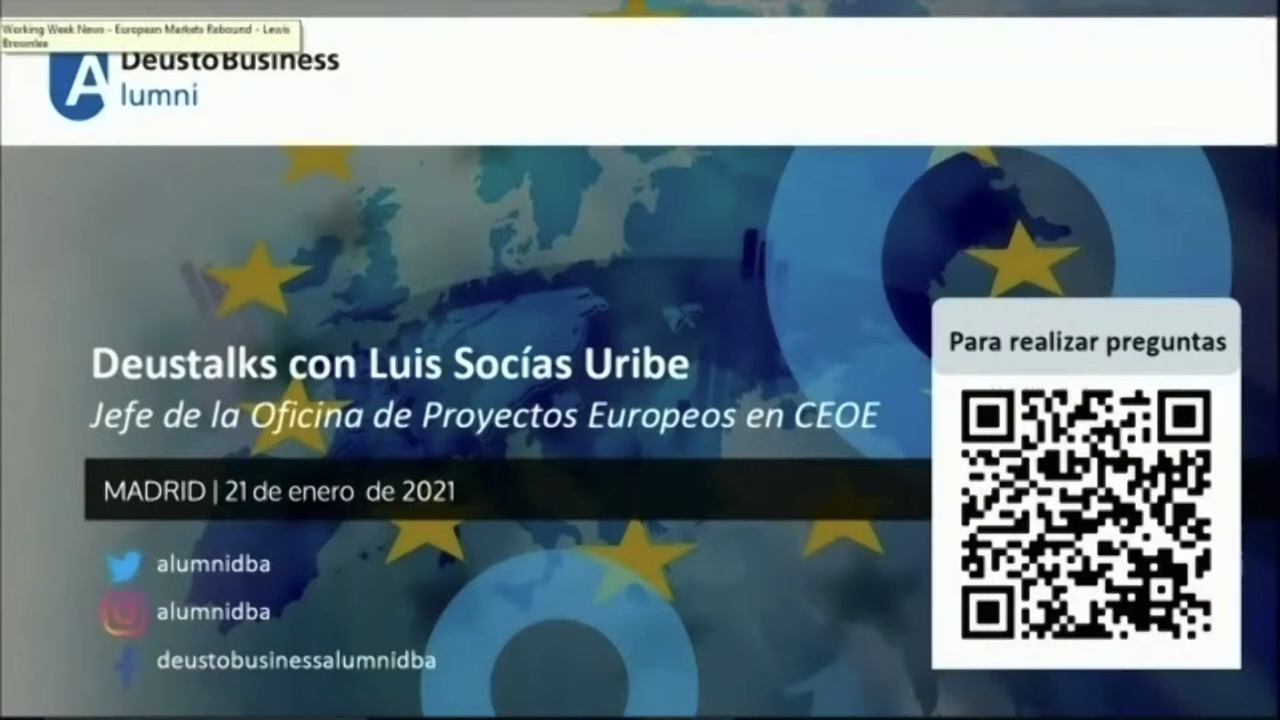 Working Week News - European Markets Rebound - Lewis
Brownlee
DeustoBusiness
Alumni
Deustalks con Luis Socías Uribe
Jefe de la Oficina de Proyectos Europeos en CEOE
Para realizar preguntas
MADRID | 21 de enero de 2021
alumnidba
alumnidba
deustobusinessalumnidba